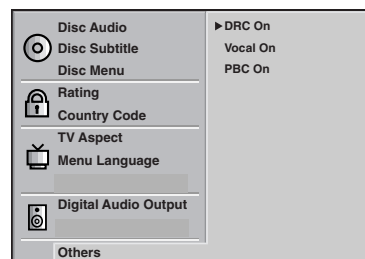 Disc Audio
Disc Subtitle
Disc Menu
Rating
Country Code
TV Aspect
Menu Language
Digital Audio Output
Others
DRC On
Vocal On
PBC On